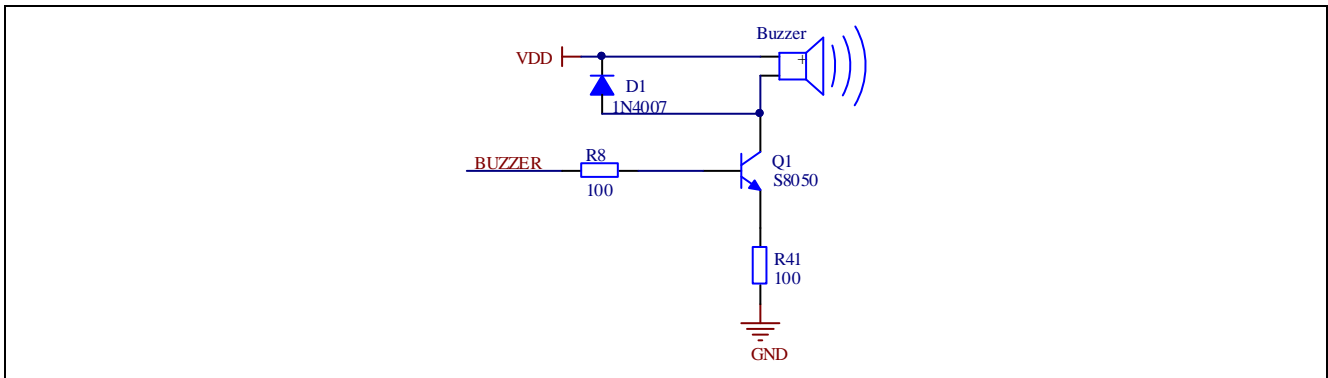 Buzzer
VDD
+
D1
1N4007
BUZZER
R8
100
Q1
S8050
R41
100
GND